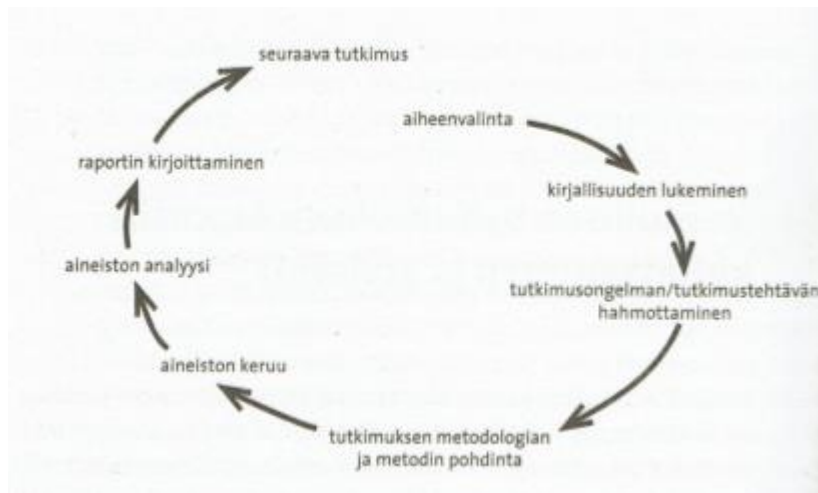 seuraava tutkimus
aiheenvalinta
kirjallisuuden lukeminen
tutkimusongelman/tutkimustehtävän
hahmottaminen
tutkimuksen metodologian
ja metodin pohdinta
aineiston keruu
aineiston analyysi
raportin kirjoittaminen